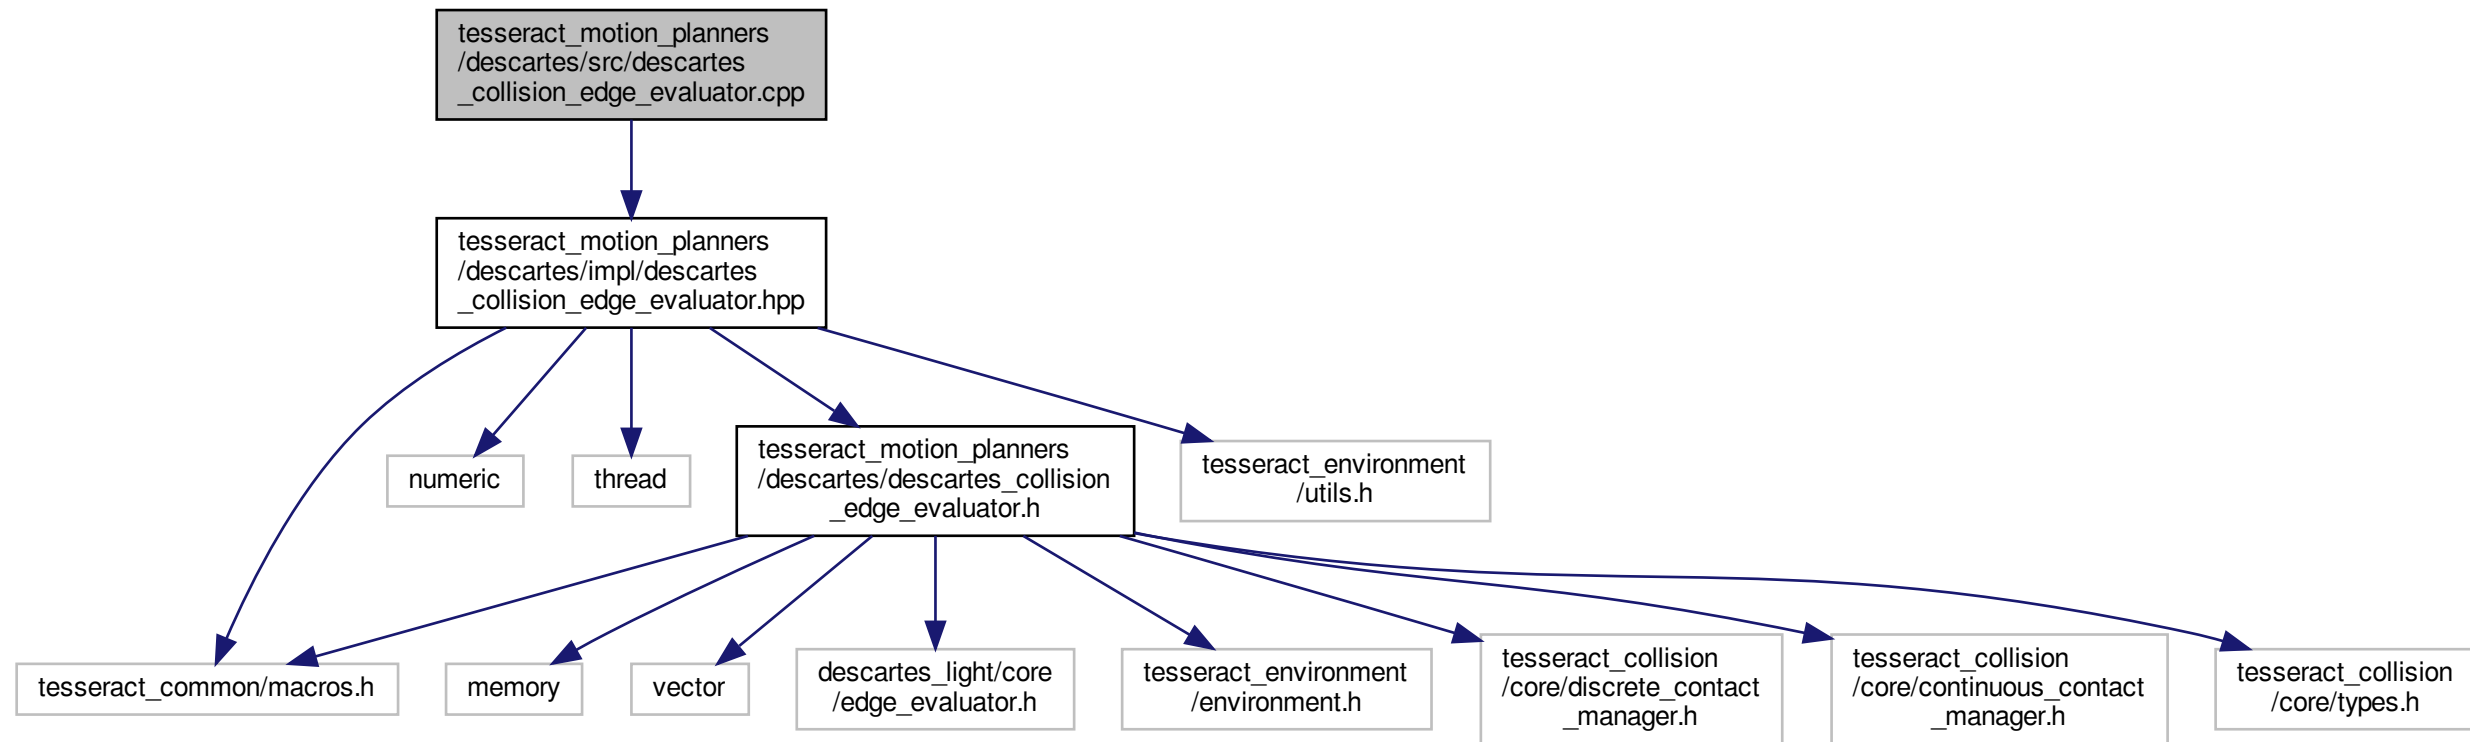 tesseract_motion_planners
/descartes/src/descartes
_collision_edge_evaluator.cpp
tesseract_motion_planners
/descartes/impl/descartes
_collision_edge_evaluator.hpp
numeric
thread
tesseract_motion_planners
/descartes/descartes_collision
_edge_evaluator.h
tesseract_environment
/utils.h
tesseract_common/macros.h
memory
vector
descartes_light/core
/edge_evaluator.h
tesseract_environment
/environment.h
tesseract_collision
/core/discrete_contact
_manager.h
tesseract_collision
/core/continuous_contact
_manager.h
tesseract_collision
/core/types.h